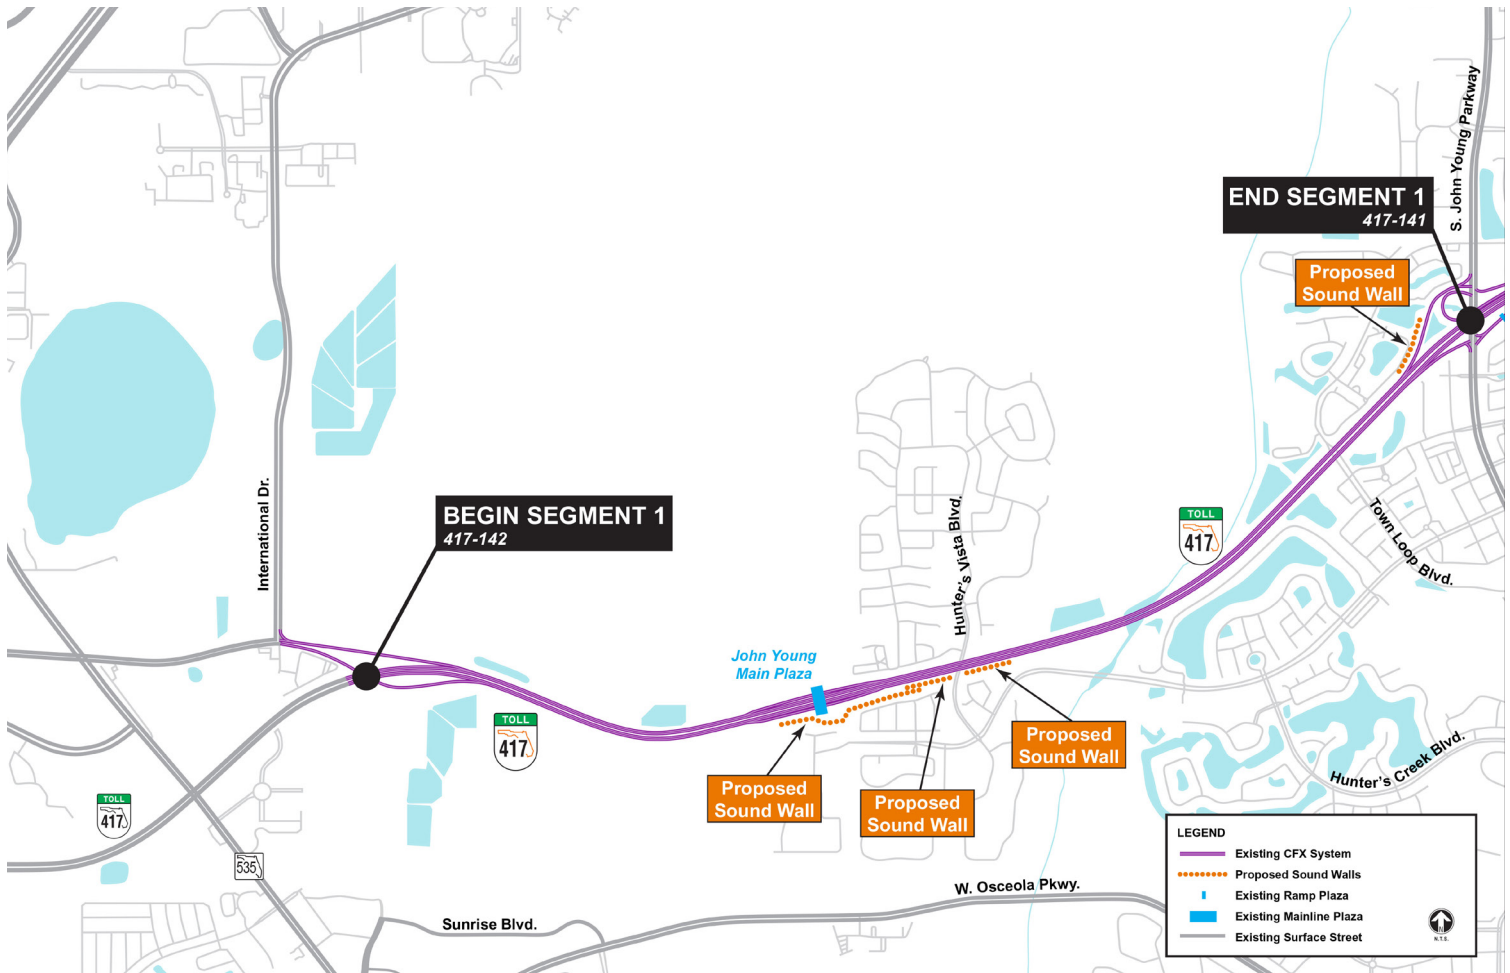 S. John Young Parkway
END SEGMENT 1
417-141
Proposed
Sound Wall
International Dr.
BEGIN SEGMENT 1
417-142
Hunter's Vista Blvd.
TOLL
417
Town Loop Blvd.
John Young
Main Plaza
TOLL
417
Proposed
Sound Wall
Proposed
Sound Wall
Proposed
Sound Wall
Hunter's Creek Blvd.
TOLL
417
535
Sunrise Blvd.
W. Osceola Pkwy.
LEGEND
Existing CFX System
Proposed Sound Walls
Existing Ramp Plaza
Existing Mainline Plaza
Existing Surface Street
N
N.T.S.